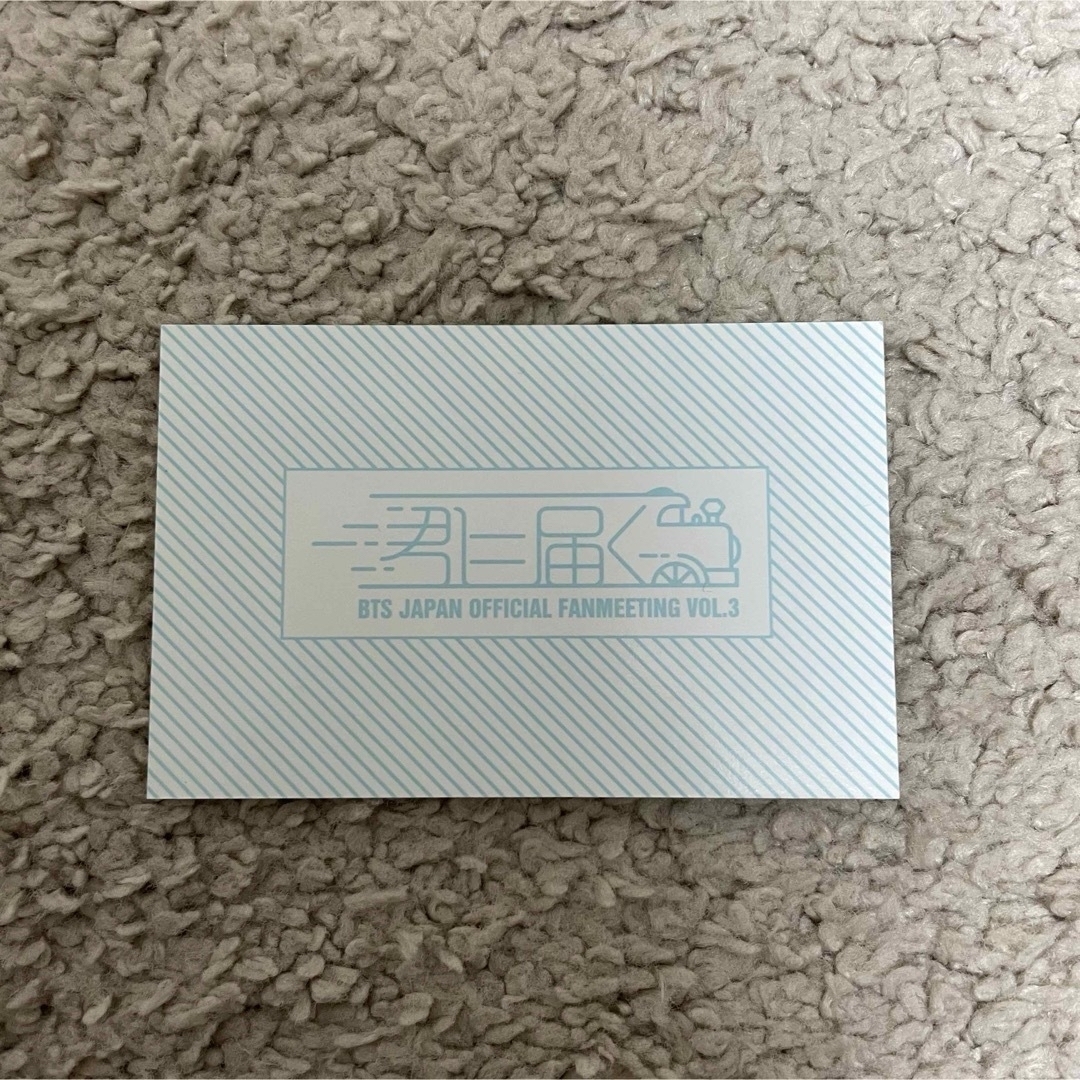 君に届く
BTS JAPAN OFFICIAL FANMEETING VOL.3